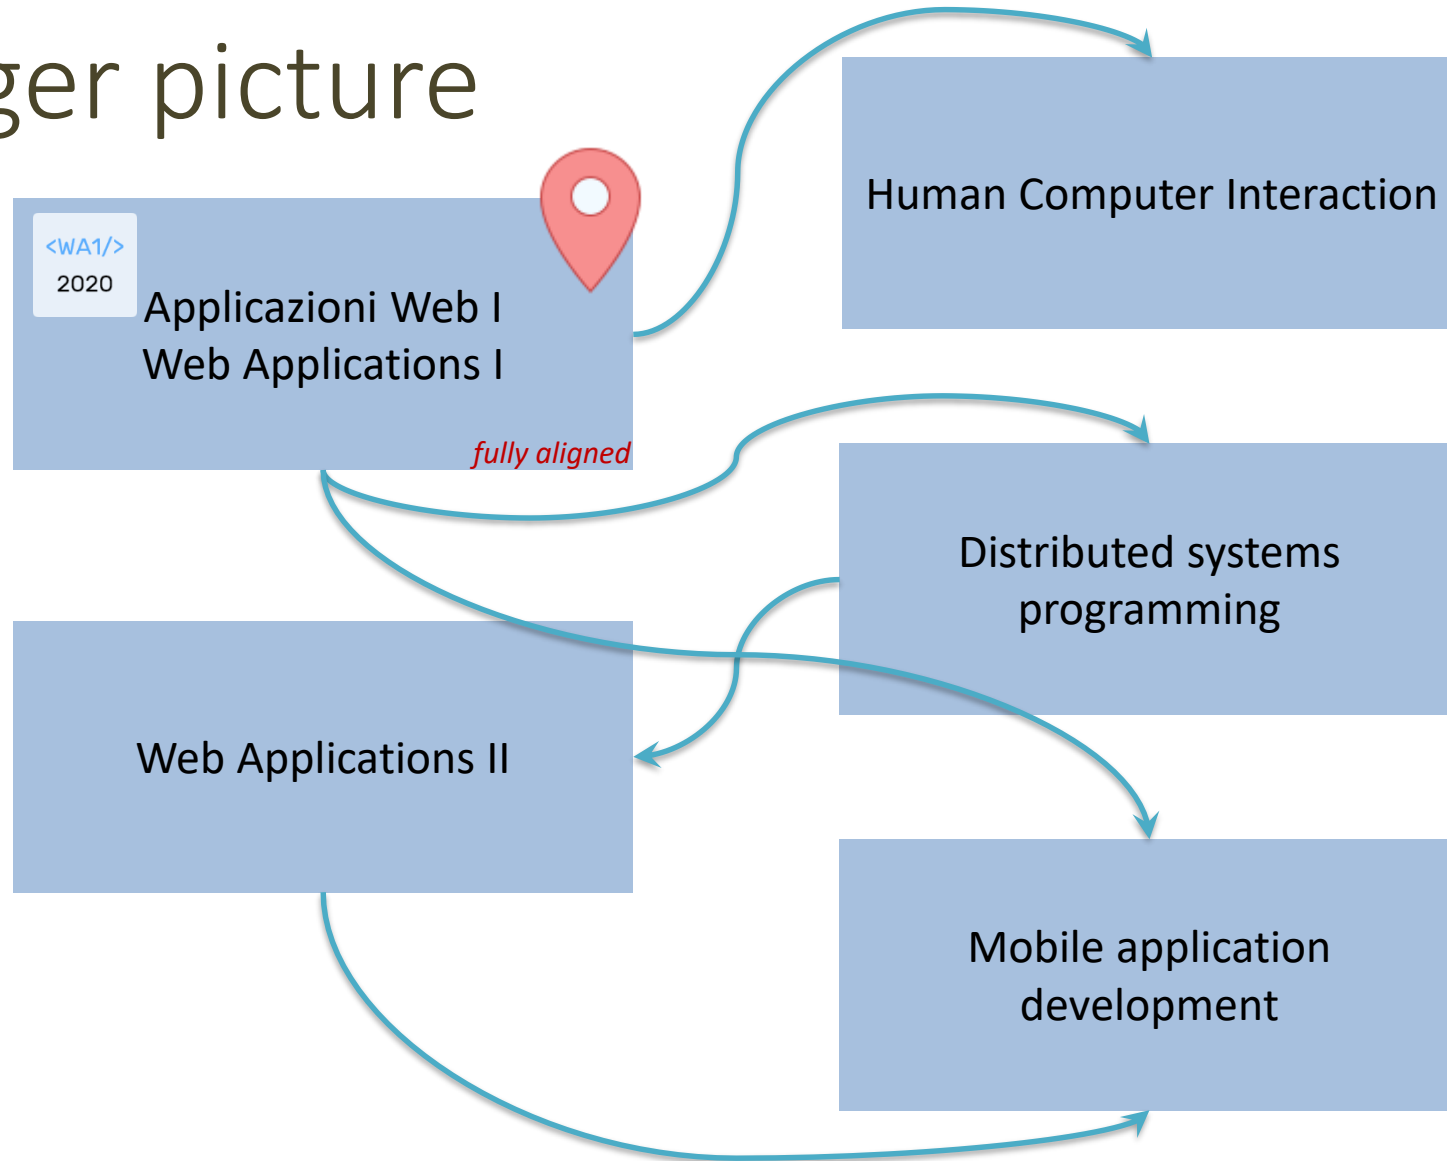 ger picture
<WA1/>
2020
Applicazioni Web I
Web Applications I
fully aligned
Human Computer Interaction
Distributed systems
programming
Web Applications II
Mobile application
development